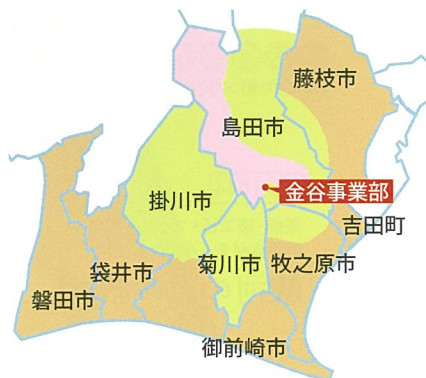 藤枝市
島田市
金谷事業部
掛川市
吉田町
菊川市
牧之原市
袋井市
磐田市
御前崎市